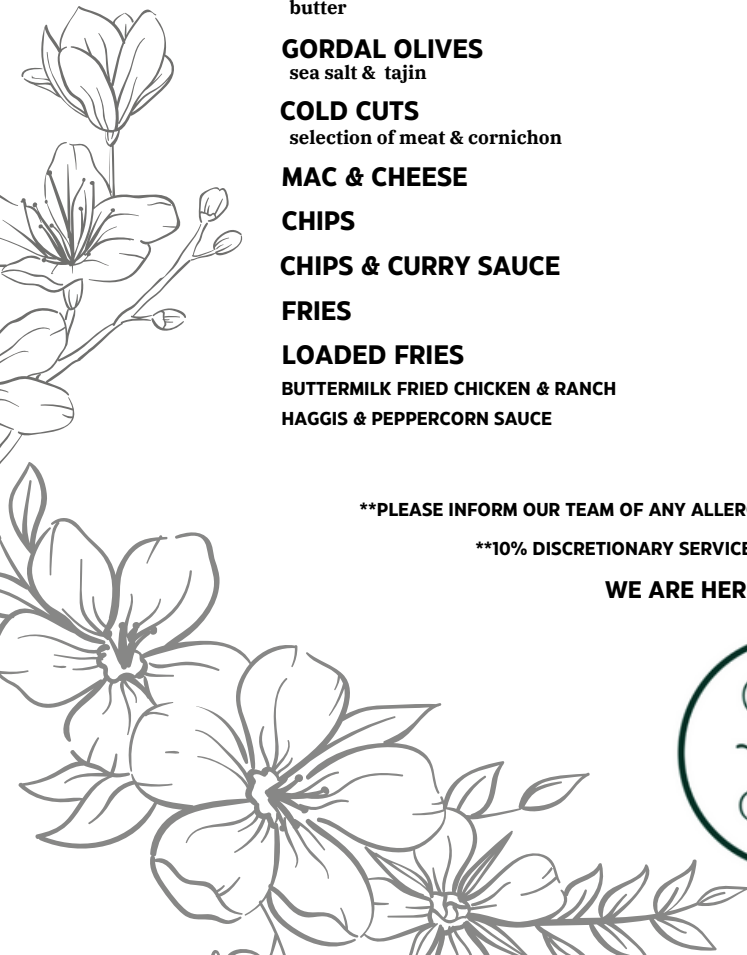 butter
GORDAL OLIVES
sea salt & tajin
COLD CUTS
selection of meat & cornichon
MAC & CHEESE
CHIPS
CHIPS & CURRY SAUCE
FRIES
LOADED FRIES
BUTTERMILK FRIED CHICKEN & RANCH
HAGGIS & PEPPERCORN SAUCE
**PLEASE INFORM OUR TEAM OF ANY
**10% DISCRETIONARY SERVICE
WE ARE